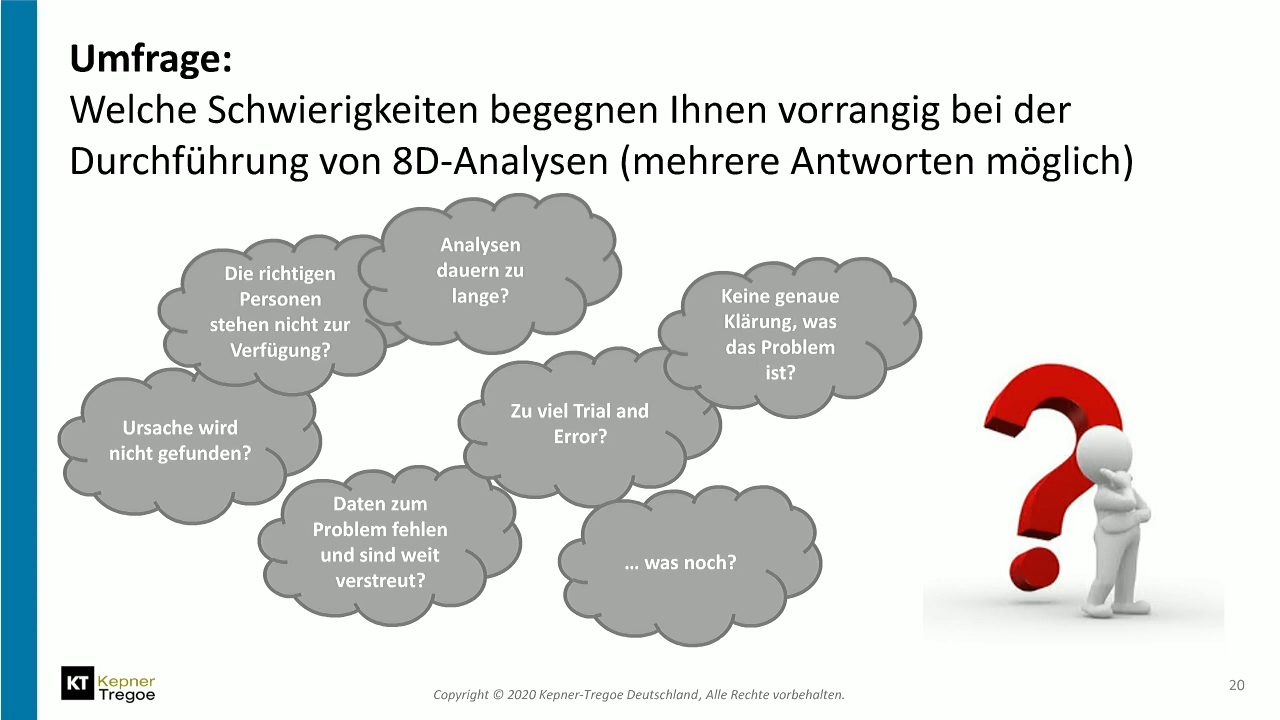 Umfrage:
Welche Schwierigkeiten begegnen Ihnen vorrangig bei der
Durchführung von 8D-Analysen (mehrere Antworten möglich)
Analysen
dauern zu
lange?
Die richtigen
Personen
stehen nicht zur
Verfügung?
Keine genaue
Klärung, was
das Problem
ist?
Zu viel Trial and
Error?
Ursache wird
nicht gefunden?
Daten zum
Problem fehlen
und sind weit
verstreut?
... was noch?
KT Kepner
Tregoe
Copyright © 2020 Kepner-Tregoe Deutschland, Alle Rechte vorbehalten.
20